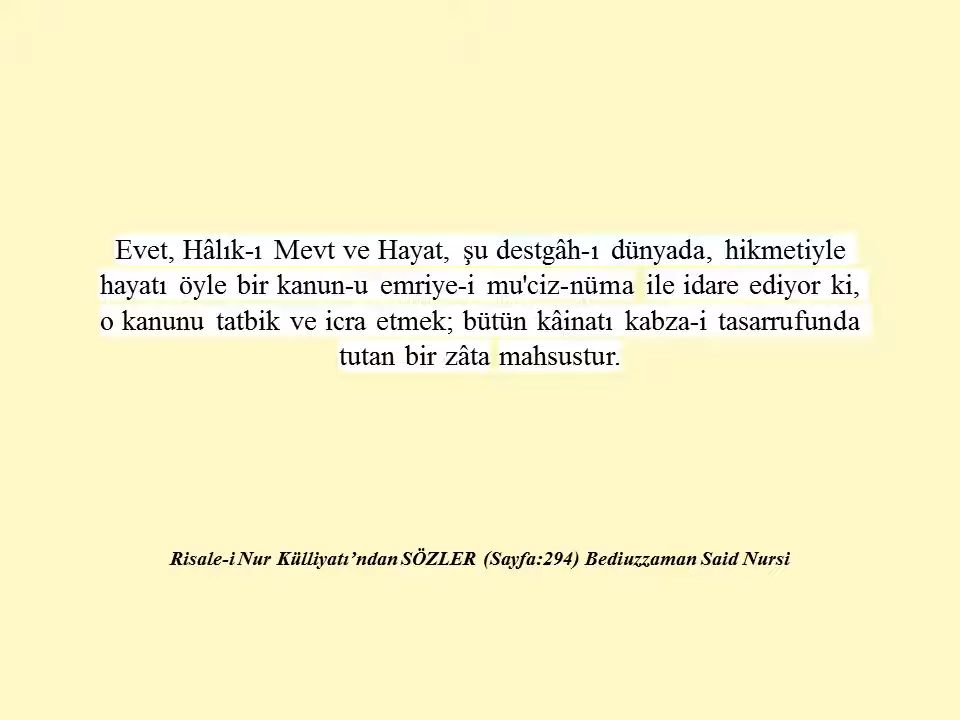 Evet, Hâlık-ı Mevt ve Hayat, şu destgâh-ı dünyada, hikmetiyle
hayatı öyle bir kanun-u emriye-i mu'ciz-nüma ile idare ediyor ki,
o kanunu tatbik ve icra etmek; bütün kâinatı kabza-i tasarrufunda
tutan bir zâta mahsustur.
Risale-i Nur Külliyatı’ndan SÖZLER (Sayfa:294) Bediuzzaman Said Nursi